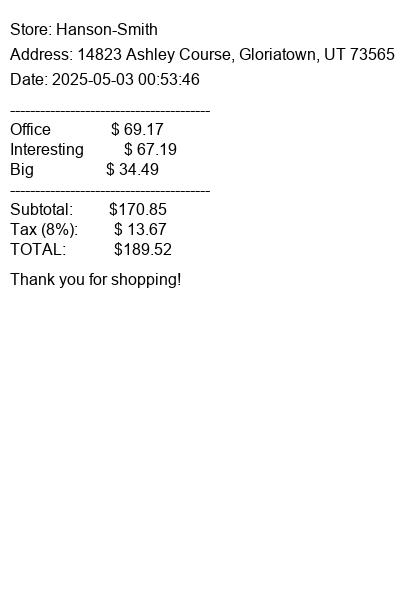 Store: Hanson-Smith
Address: 14823 Ashley Course, Gloriatown, UT 73565
Date: 2025-05-03 00:53:46
----------------------------------------
Office $ 69.17
Interesting $ 67.19
Big $ 34.49
----------------------------------------
Subtotal: $170.85
Tax (8%): $ 13.67
TOTAL: $189.52
Thank you for shopping!